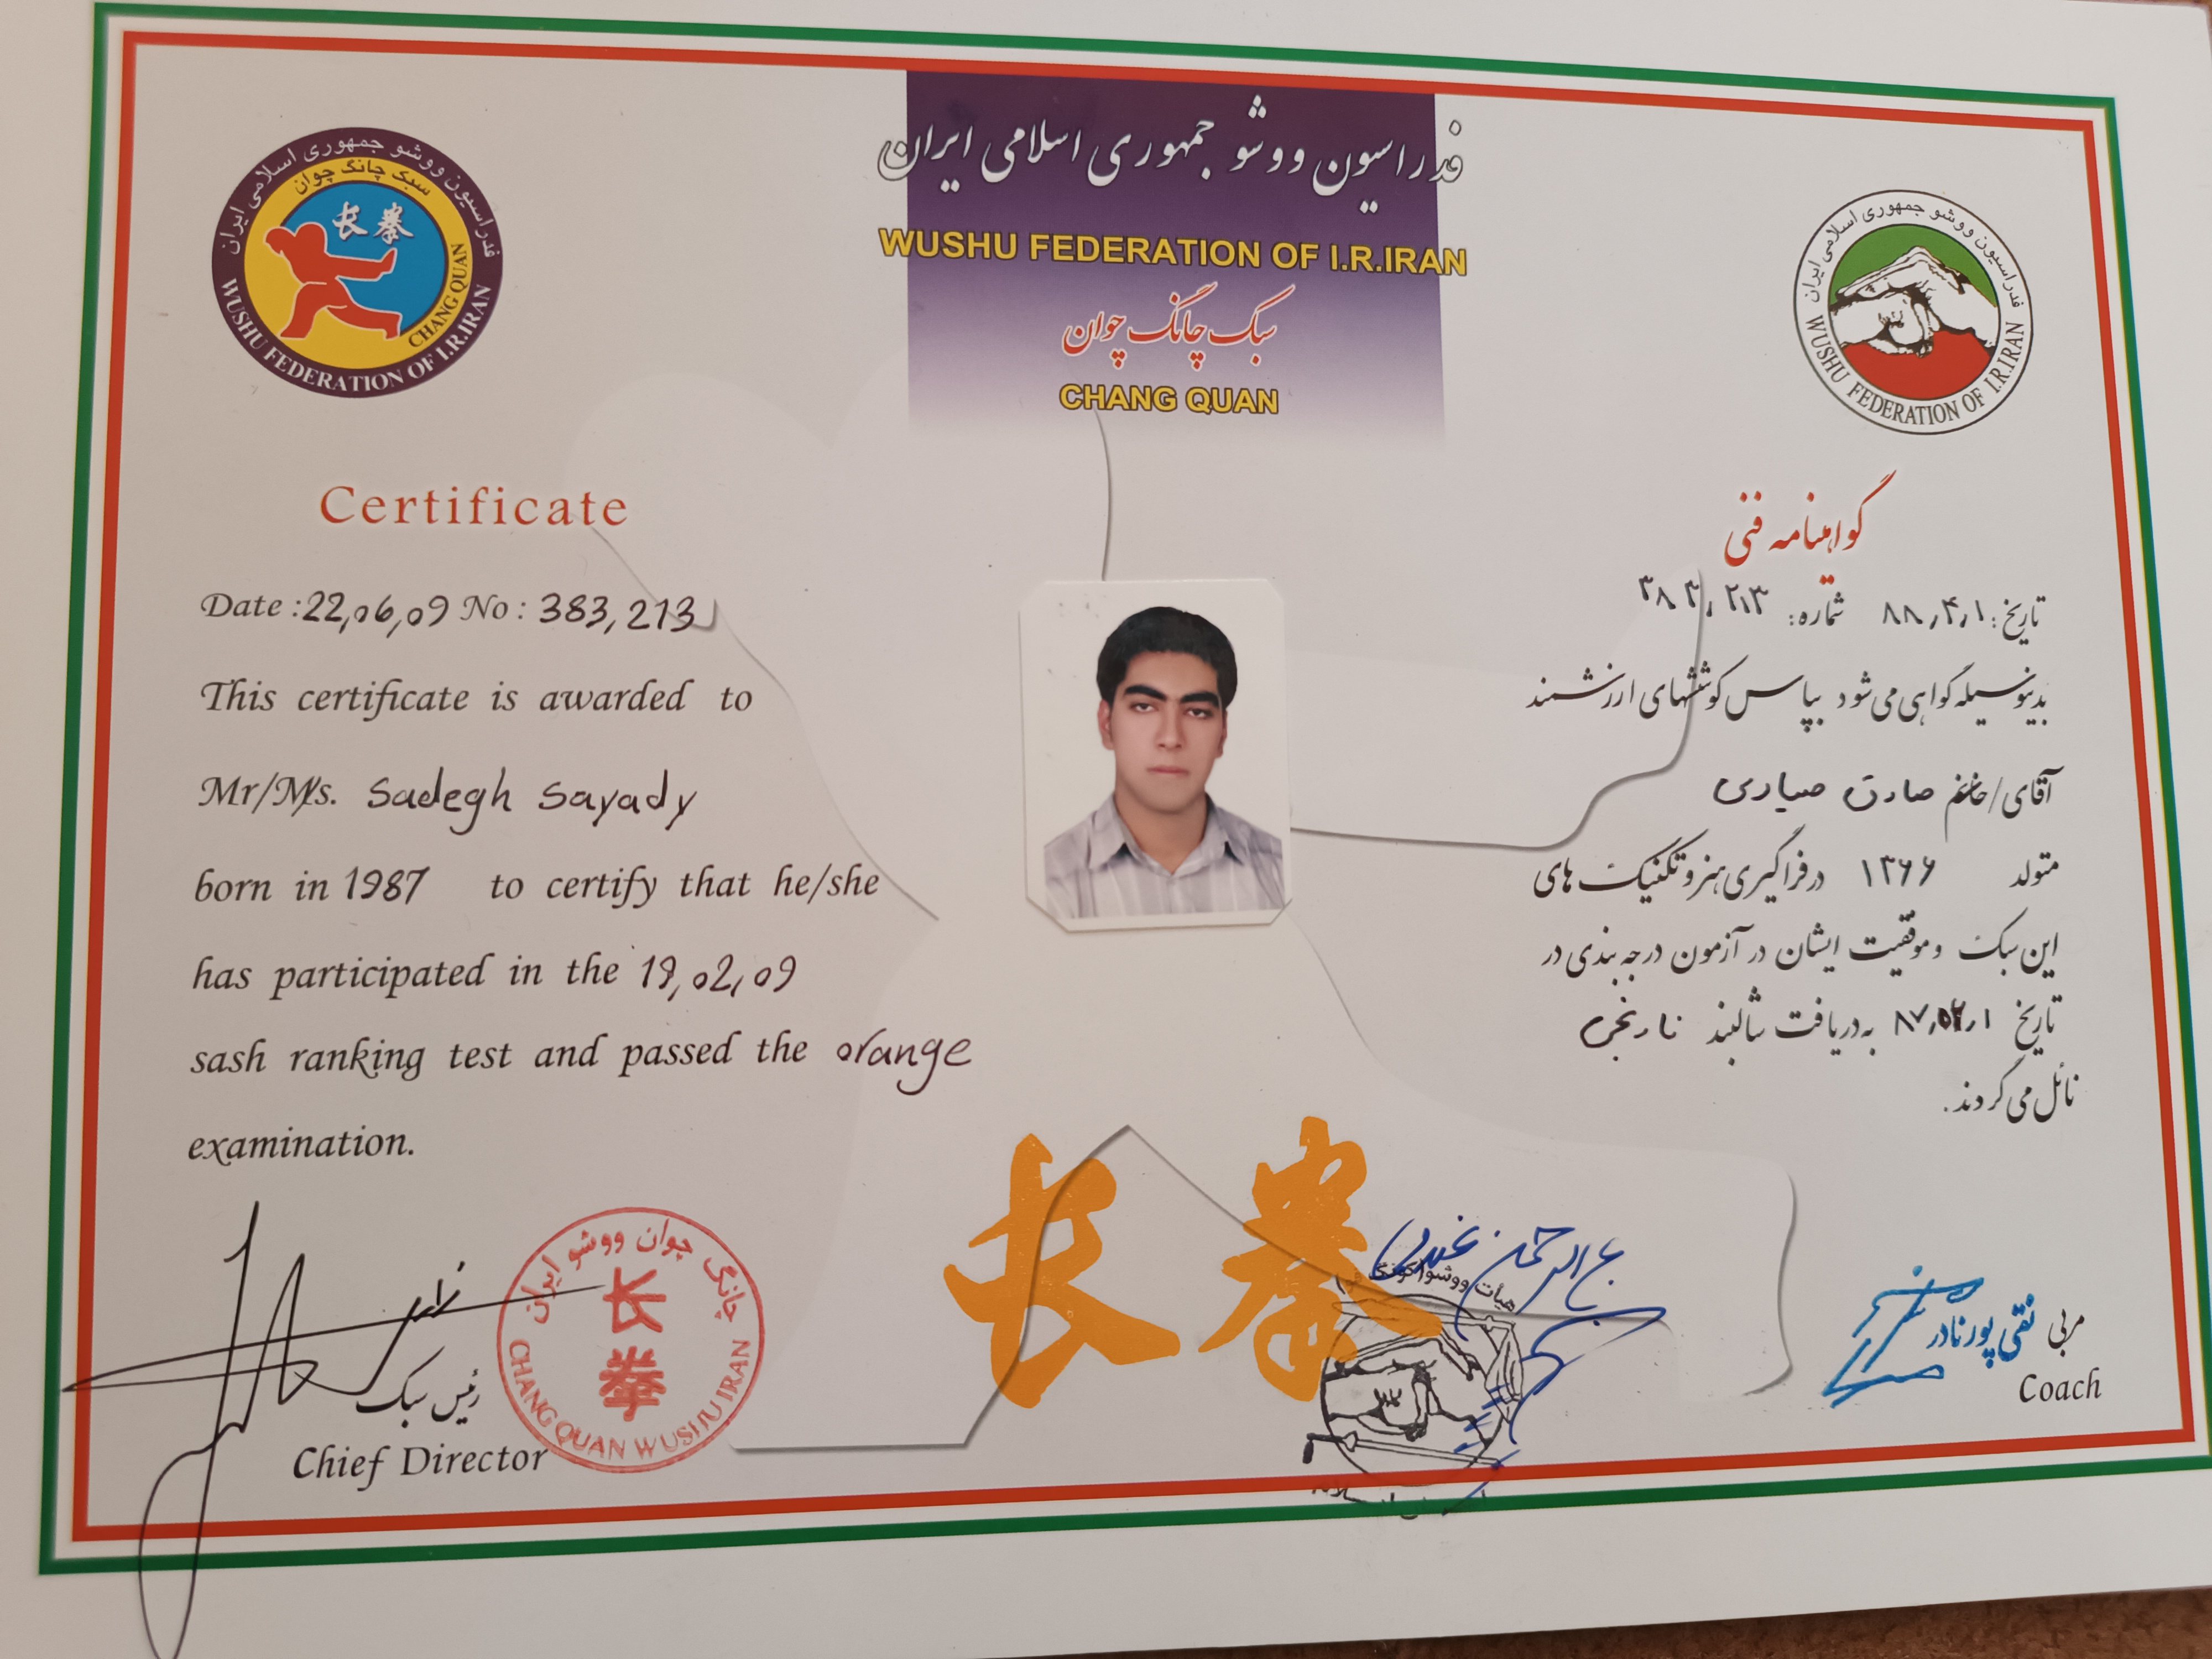 فدراسیون ووشو جمهوری اسلامی ایران
WUSHU FEDERATION OF I.R.IRAN
سبک چانگ چوان
CHANG QUAN
فدراسیون ووشو جمهوری اسلامی ایران
سبک چانگ چوان
长拳
CHANG QUAN
WUSHU FEDERATION OF I.R.IRAN
فدراسیون ووشو جمهوری اسلامی ایران
WUSHU FEDERATION OF I.R.IRAN
Certificate
Date : 22,06,09 No : 383,213
This certificate is awarded to
Mr/Ms. Sadegh Sayady
born in 1987 to certify that he/she
has participated in the 19,02,09
sash ranking test and passed the orange
examination.
گواهینامه فنی
تاریخ: ۸۸,۴,۱ شماره: ۳۸۳,۲۱۳
بدینوسیله گواهی می شود بپاس کوششهای ارزشمند
آقای/خانم صادق صیادی
متولد ۱۳۶۶ در فراگیری هنر و تکنیک های
این سبک و موفقیت ایشان در آزمون درجه بندی در
تاریخ به دریافت شالبند نارنجی
نائل می گردند.
رئیس سبک
Chief Director
چانگ چوان ووشو ایران
长拳
CHANG QUAN WUSHU IRAN
长拳
هیأت ووشو
مربی نقی پور نادر
Coach